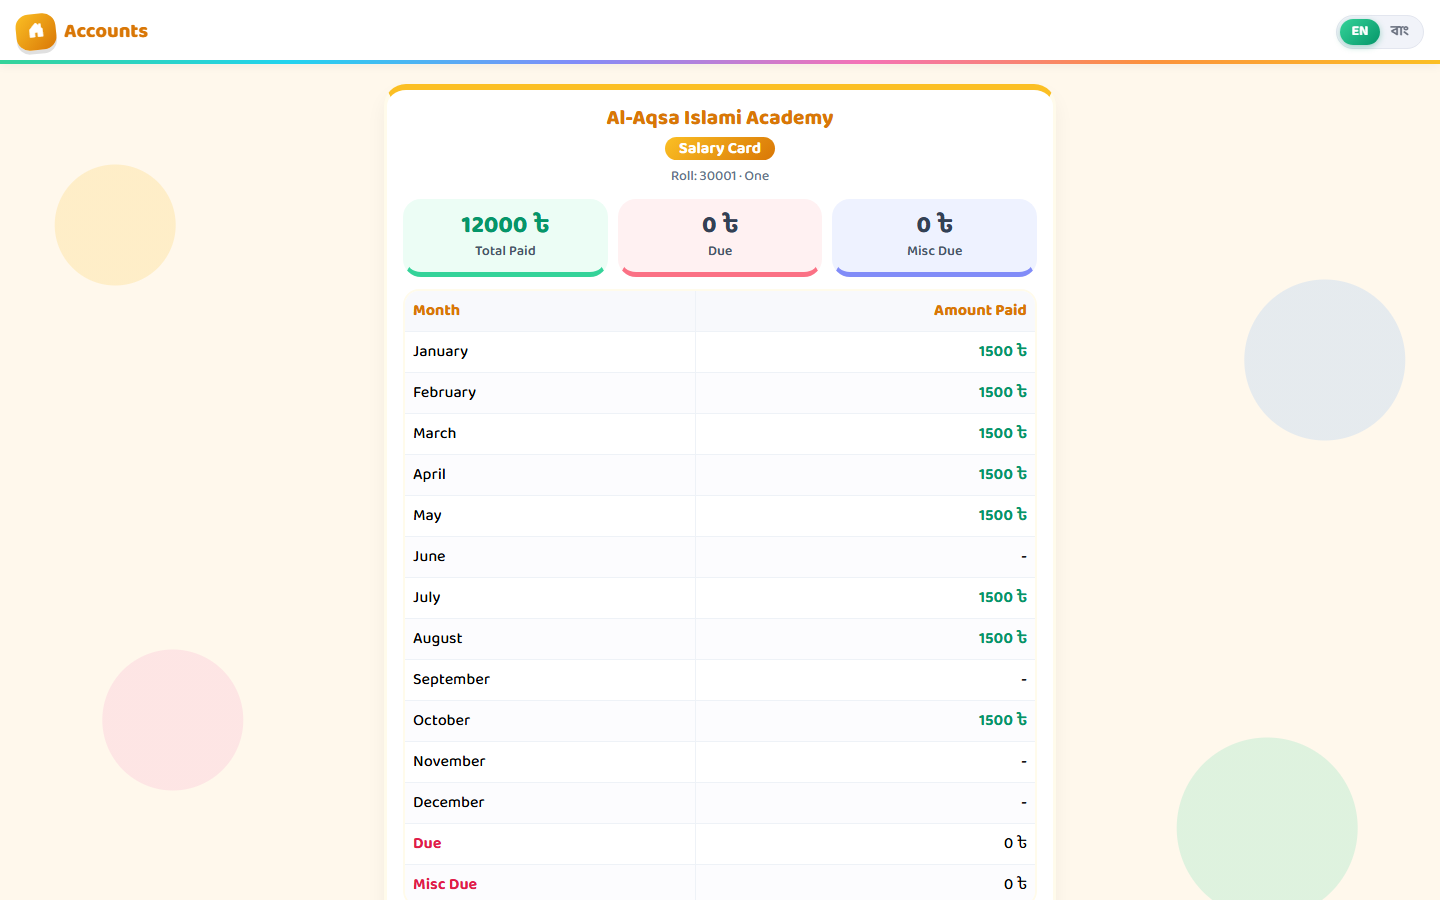 Accounts
EN বাং
Al-Aqsa Islami Academy
Salary Card
Roll: 30001 · One
12000 ৳ 0 ৳ 0 ৳
Total Paid Due Misc Due
Month Amount Paid
January 1500 ৳
February 1500 ৳
March 1500 ৳
April 1500 ৳
May 1500 ৳
June -
July 1500 ৳
August 1500 ৳
September -
October 1500 ৳
November -
December -
Due 0 ৳
Misc Due 0 ৳